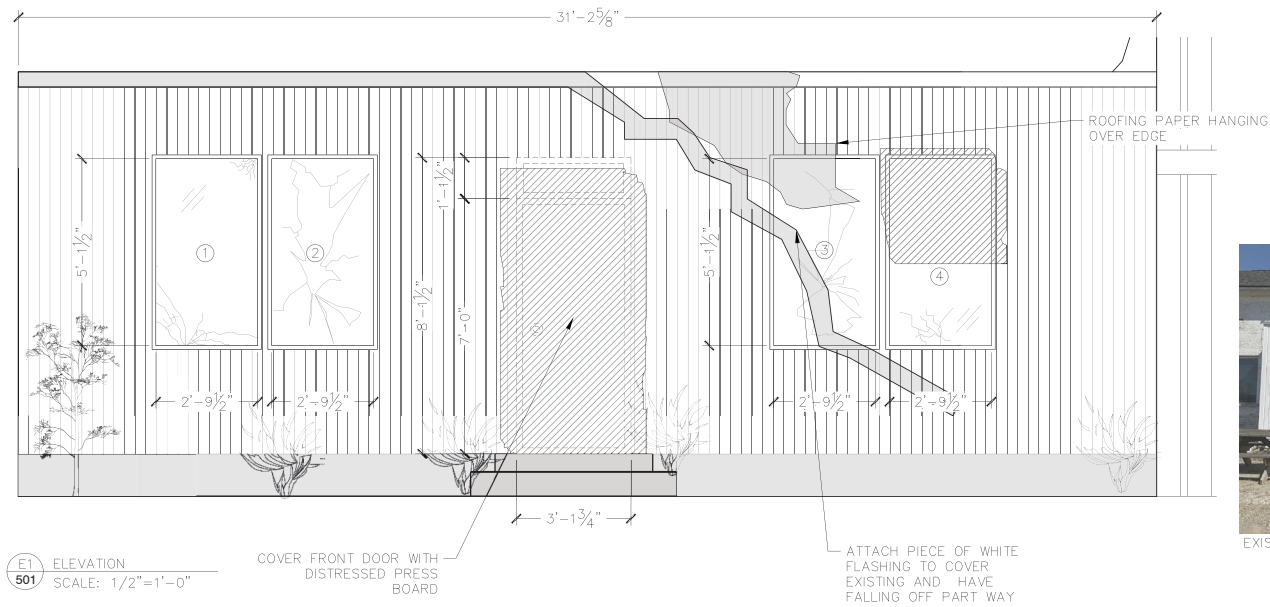 31'-2⅝"
ROOFING PAPER HANGING
OVER EDGE
5'-1½"
1'-1½"
8'-1½"
7'-0"
5'-1½"
1
2
3
4
2'-9½"
2'-9½"
2'-9½"
2'-9½"
3'-1¾"
E1
501
ELEVATION
SCALE: 1/2"=1'-0"
COVER FRONT DOOR WITH
DISTRESSED PRESS
BOARD
ATTACH PIECE OF WHITE
FLASHING TO COVER
EXISTING AND HAVE
FALLING OFF PART WAY
EXIS